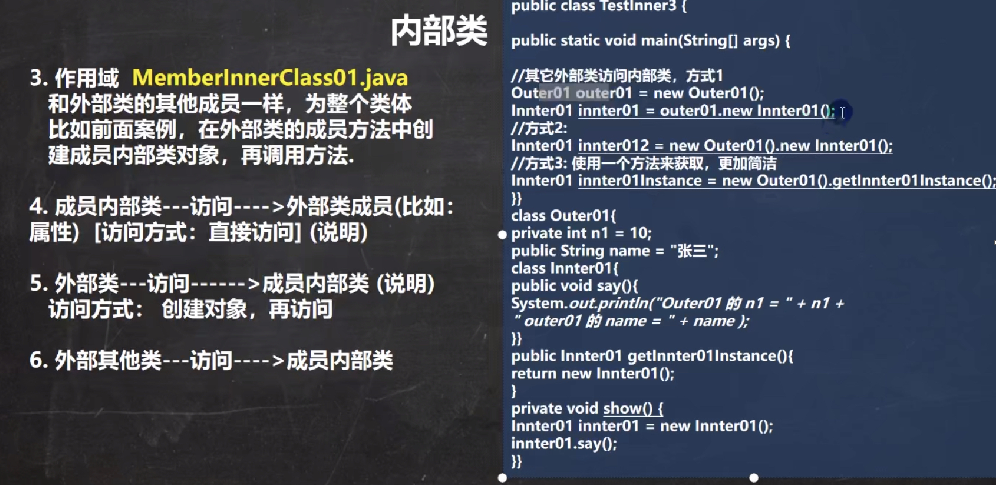 内部类
3. 作用域 MemberInnerClass01.java
和外部类的其他成员一样，为整个类体
比如前面案例，在外部类的成员方法中创
建成员内部类对象，再调用方法.
4. 成员内部类---访问---->外部类成员(比如：
属性) [访问方式：直接访问] (说明)
5. 外部类---访问------>成员内部类 (说明)
访问方式： 创建对象，再访问
6. 外部其他类---访问---->成员内部类
public class TestInner3 {
public static void main(String[] args) {
//其它外部类访问内部类，方式1
Outer01 outer01 = new Outer01();
Innter01 innter01 = outer01.new Innter01();
//方式2:
Innter01 innter012 = new Outer01().new Innter01();
//方式3: 使用一个方法来获取，更加简洁
Innter01 innter01Instance = new Outer01().getInnter01Instance();
}}
class Outer01{
private int n1 = 10;
public String name = "张三";
class Innter01{
public void say(){
System.out.println("Outer01 的 n1 = " + n1 +
" outer01 的 name = " + name );
}}
public Innter01 getInnter01Instance(){
return new Innter01();
}
private void show() {
Innter01 innter01 = new Innter01();
innter01.say();
}}